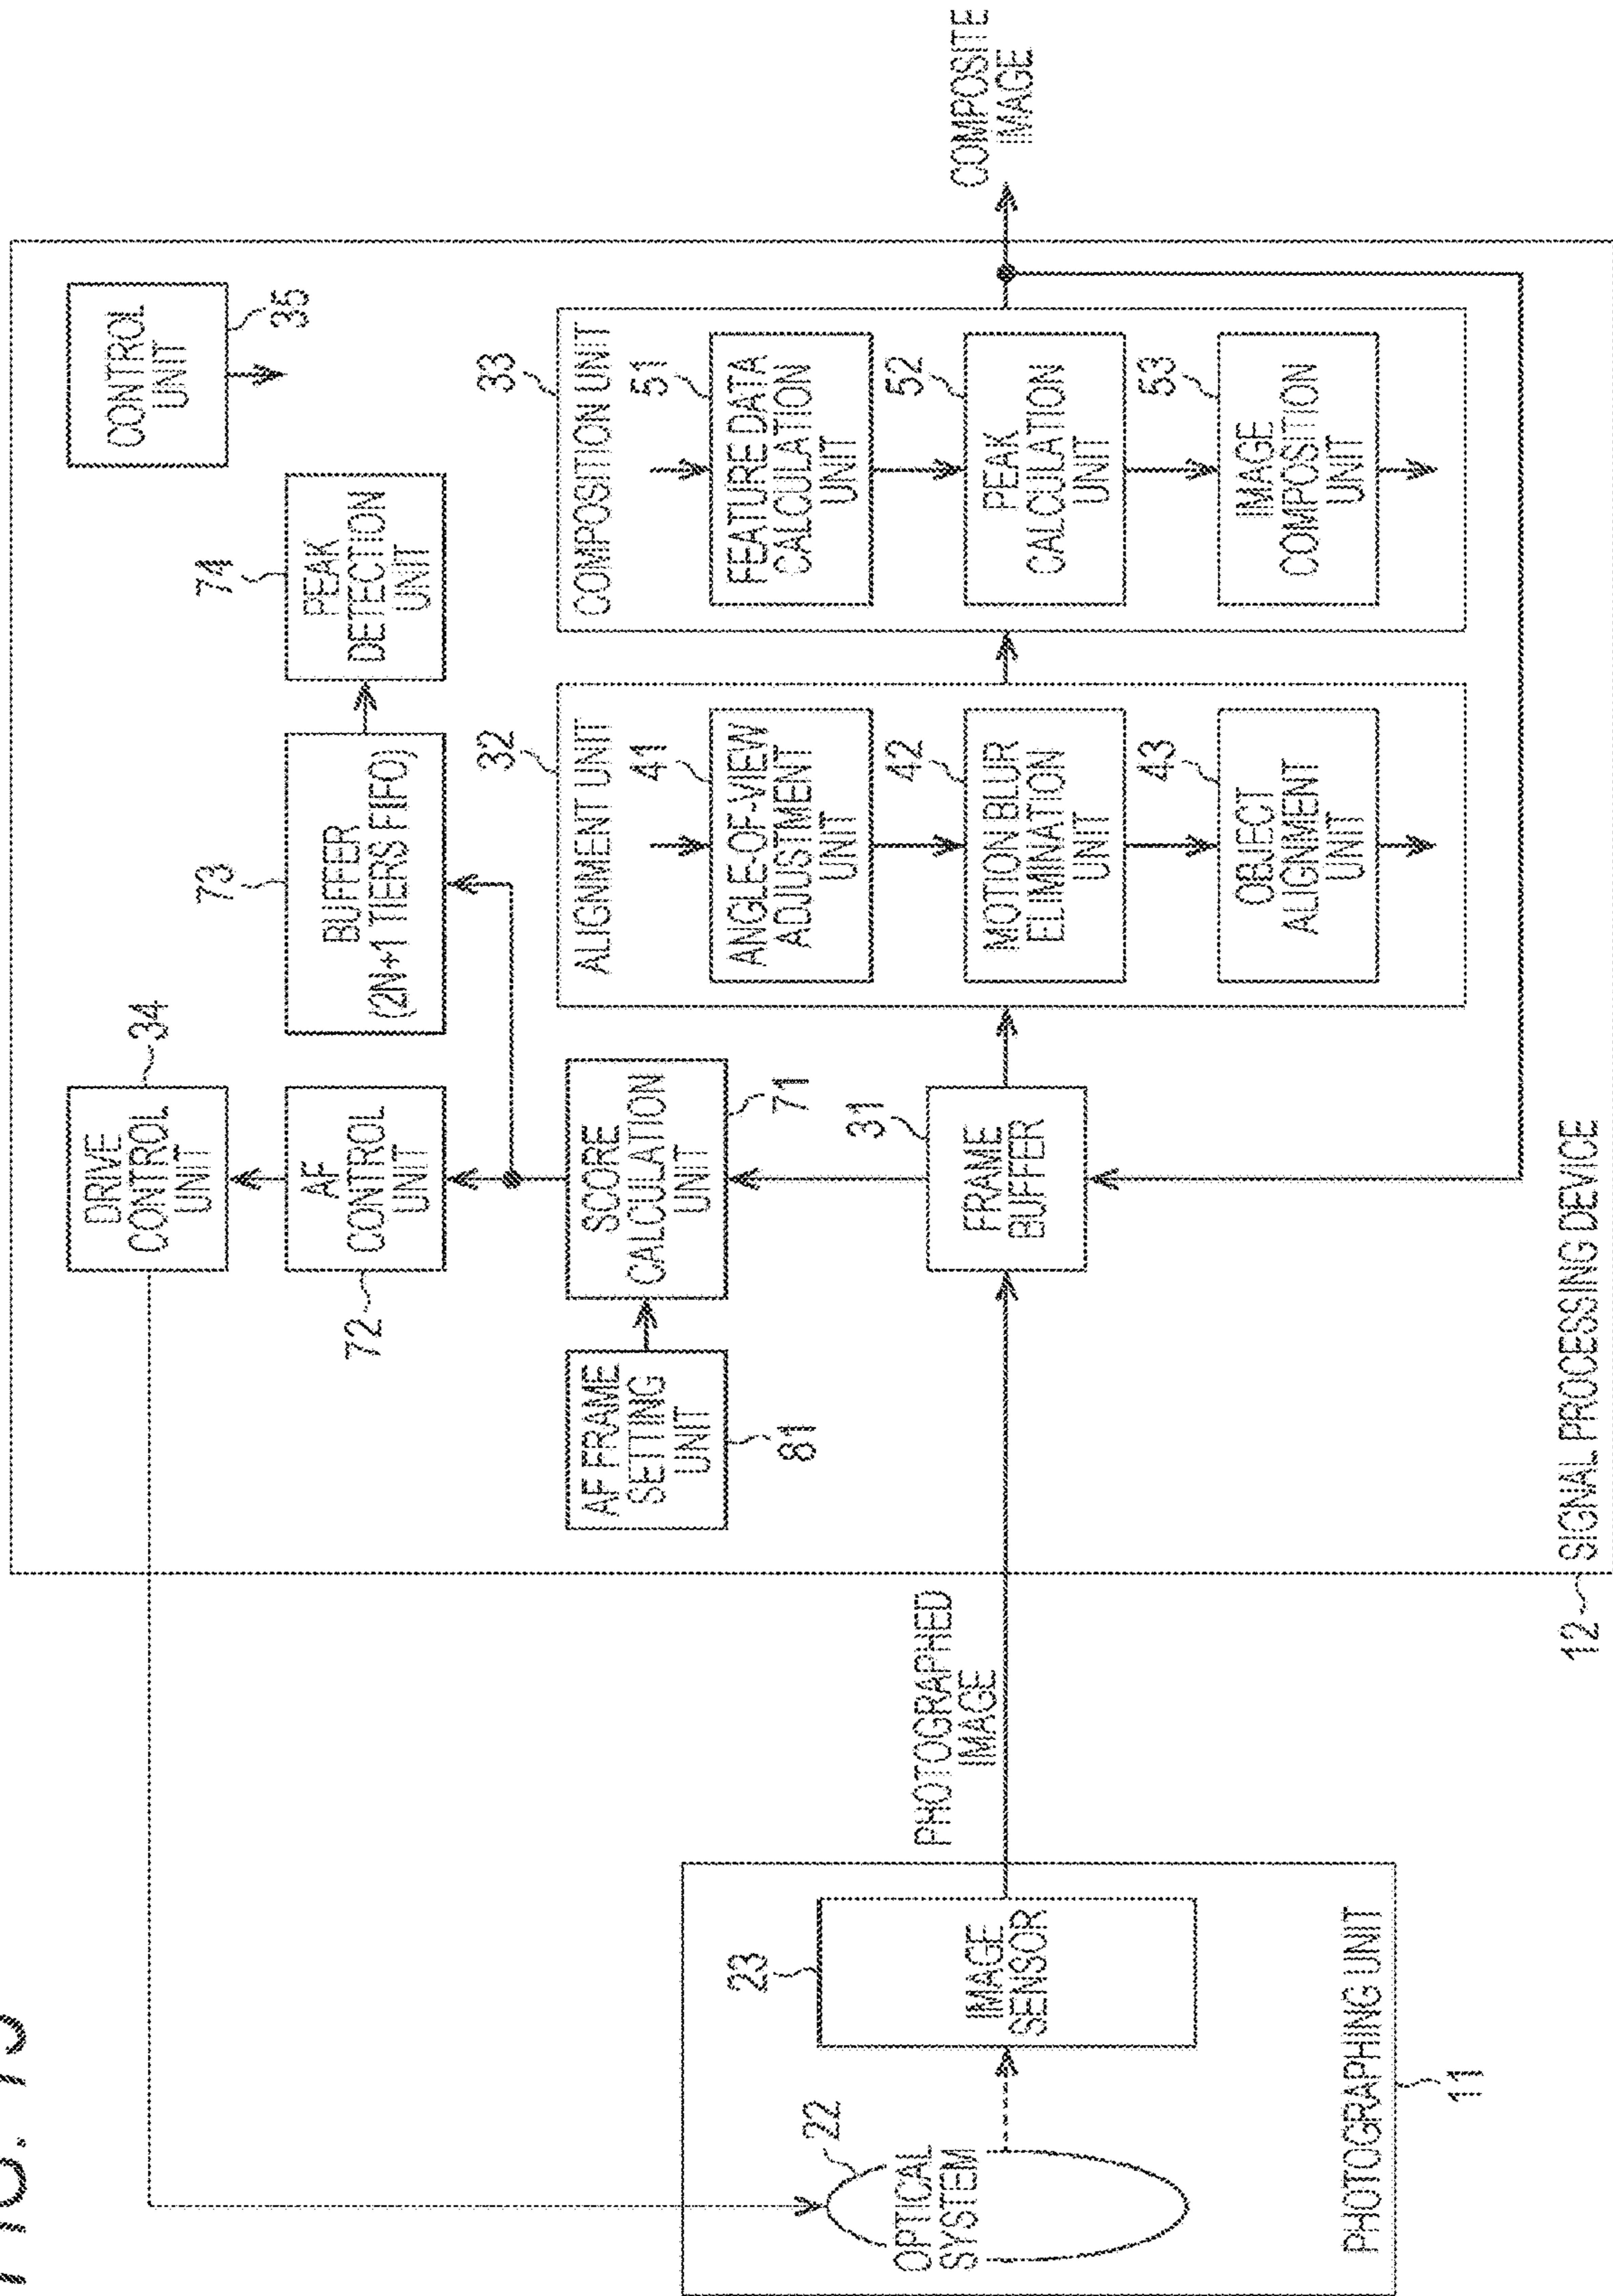 FIG.
DRIVE
CONTROL
UNIT
34
CONTROL
UNIT
35
72
AF
CONTROL
UNIT
73
BUFFER
(2N+1 TIERS FIFO)
74
PEAK
DETECTION
UNIT
AF FRAME
SETTING
UNIT
81
SCORE
CALCULATION
UNIT
71
32
ALIGNMENT UNIT
41
ANGLE-OF-VIEW
ADJUSTMENT
UNIT
42
MOTION BLUR
ELIMINATION
UNIT
43
OBJECT
ALIGNMENT
UNIT
33
COMPOSITION UNIT
51
FEATURE DATA
CALCULATION
UNIT
52
PEAK
CALCULATION
UNIT
53
IMAGE
COMPOSITION
UNIT
22
OPTICAL
SYSTEM
23
IMAGE
SENSOR
PHOTOGRAPHED
IMAGE
31
FRAME
BUFFER
COMPOSITE
IMAGE
PHOTOGRAPHING UNIT
11
12
SIGNAL PROCESSING DEVICE